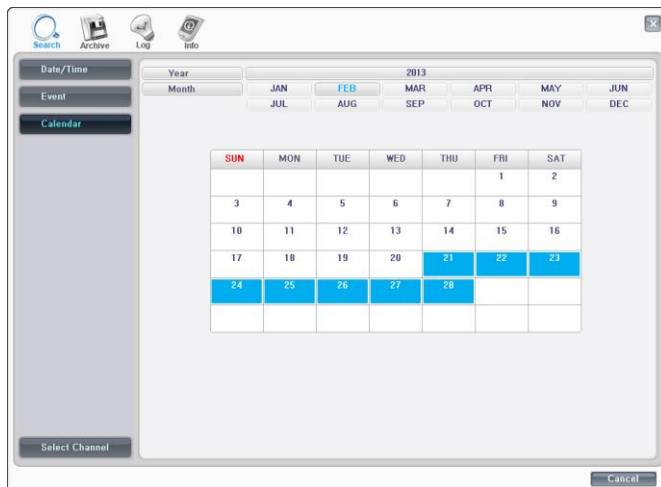 Search Archive Log Info
Date/Time
Event
Calendar
Select Channel
Year 2013
Month JAN FEB MAR APR MAY JUN
JUL AUG SEP OCT NOV DEC
SUN MON TUE WED THU FRI SAT
1 2
3 4 5 6 7 8 9
10 11 12 13 14 15 16
17 18 19 20 21 22 23
24 25 26 27 28
Cancel